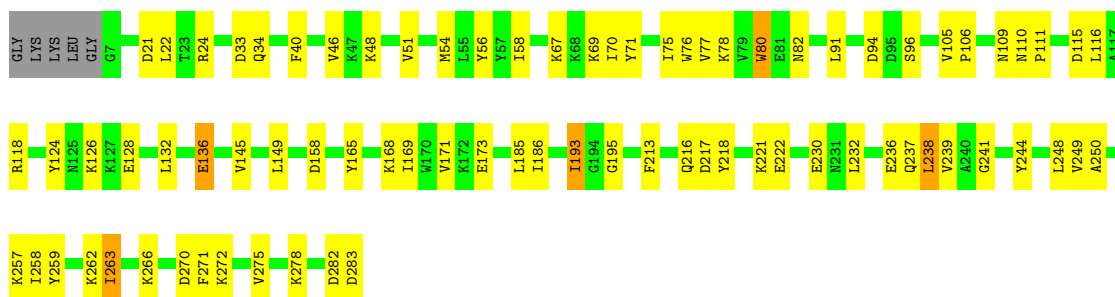 GLY LYS LYS LEU GLY G7 D21 L22 T23 R24 D33 Q34 F40 V46 K47 K48 V51 M54 L55 Y56 Y57 I58 K67 K68 K69 I70 Y71 I75 W76 V77 K78 V79 W80 E81 N82 L91 D94 D95 S96 V105 P106 N109 N110 P111 D115 L116 A117
R118 Y124 N125 K126 K127 E128 L132 E136 V145 L149 D158 Y165 K168 I169 W170 V171 K172 E173 L185 I186 I193 G194 G195 F213 Q216 D217 Y218 K221 E222 E230 N231 L232 E236 Q237 L238 V239 A240 G241 Y244 L248 V249 A250
K257 I258 Y259 K262 I263 K266 D270 F271 K272 V275 K278 D282 D283